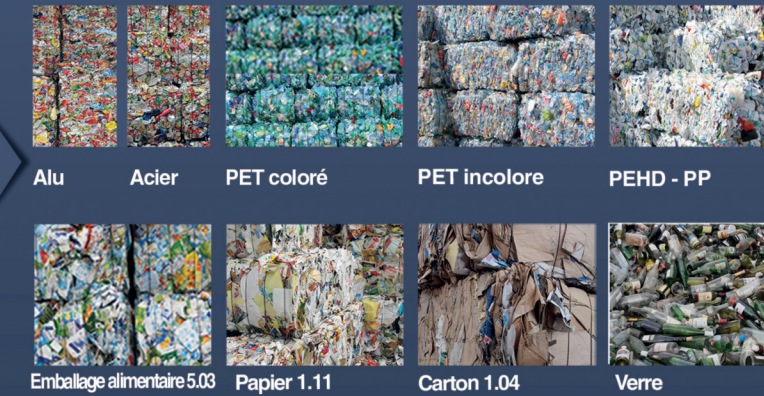 Alu
Acier
PET coloré
PET incolore
PEHD - PP
Emballage alimentaire 5.03
Papier 1.11
Carton 1.04
Verre